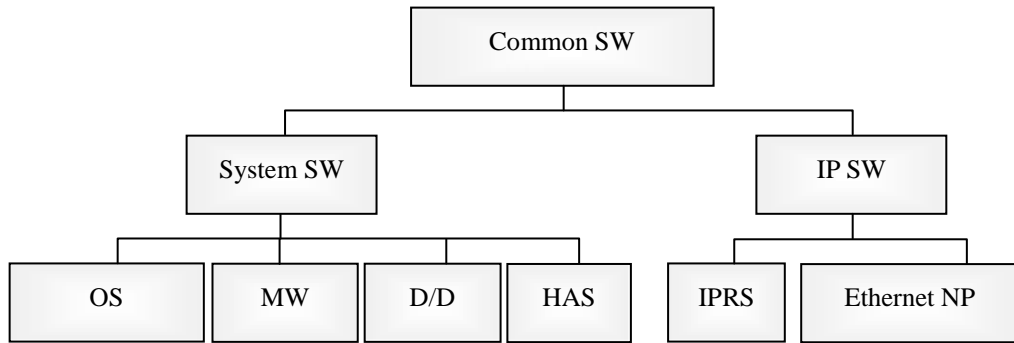 Common SW
System SW
IP SW
OS
MW
D/D
HAS
IPRS
Ethernet NP